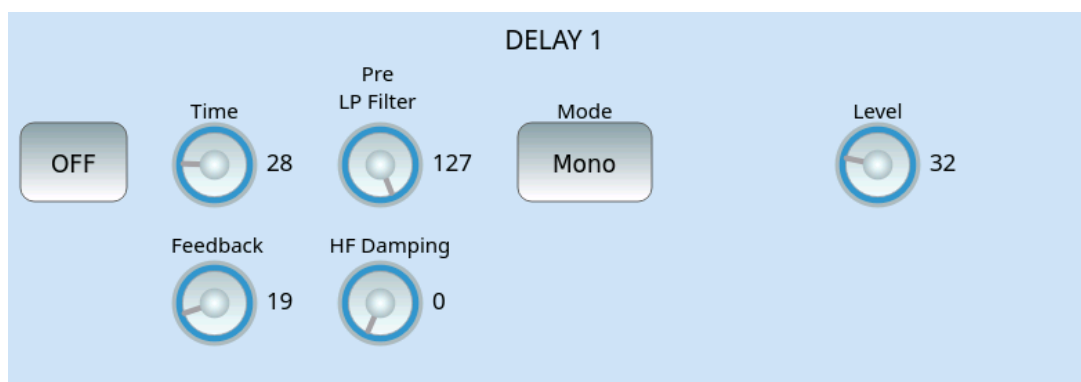 DELAY 1
Pre
LP Filter
Time
Mode
Level
OFF
28
127
Mono
32
Feedback
HF Damping
19
0